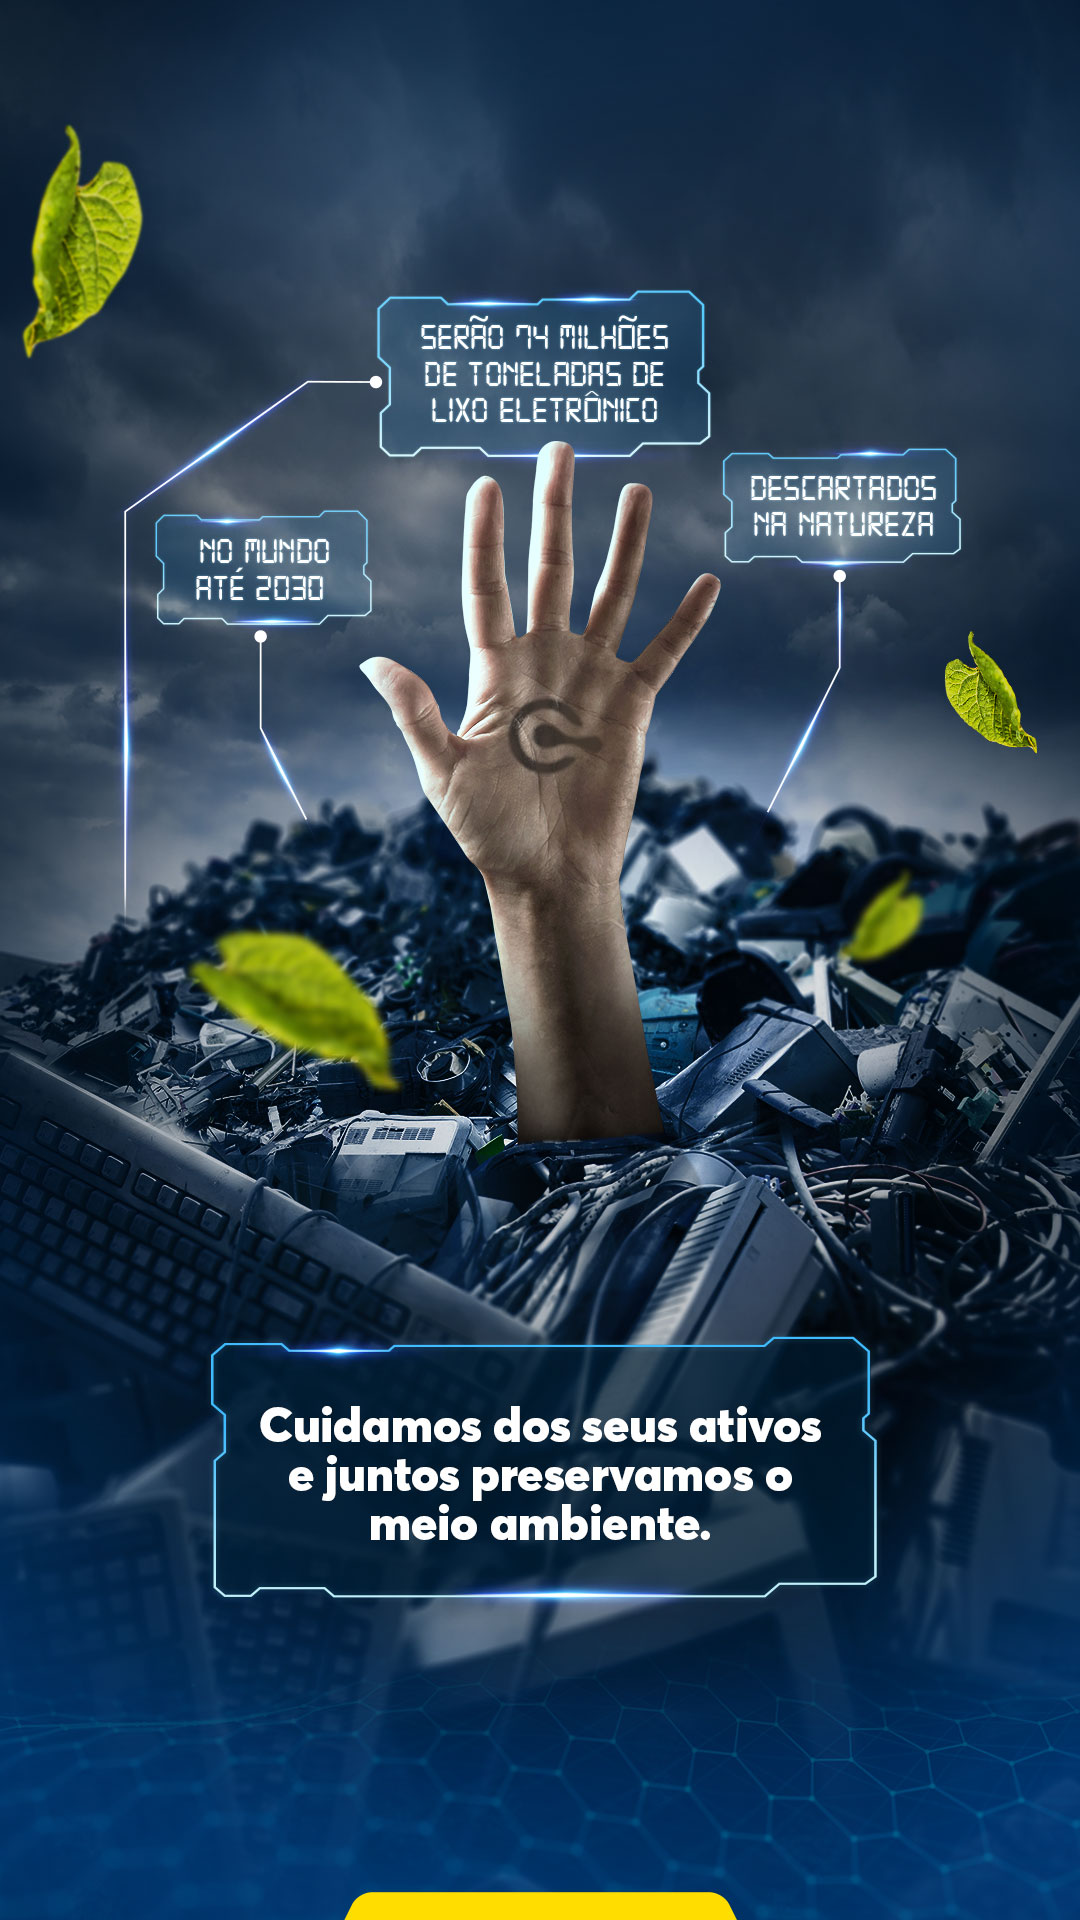 SERÃO 74 MILHÕES
DE TONELADAS DE
LIXO ELETRÔNICO
DESCARTADOS
NA NATUREZA
NO MUNDO
ATÉ 2030
Cuidamos dos seus ativos
e juntos preservamos o
meio ambiente.